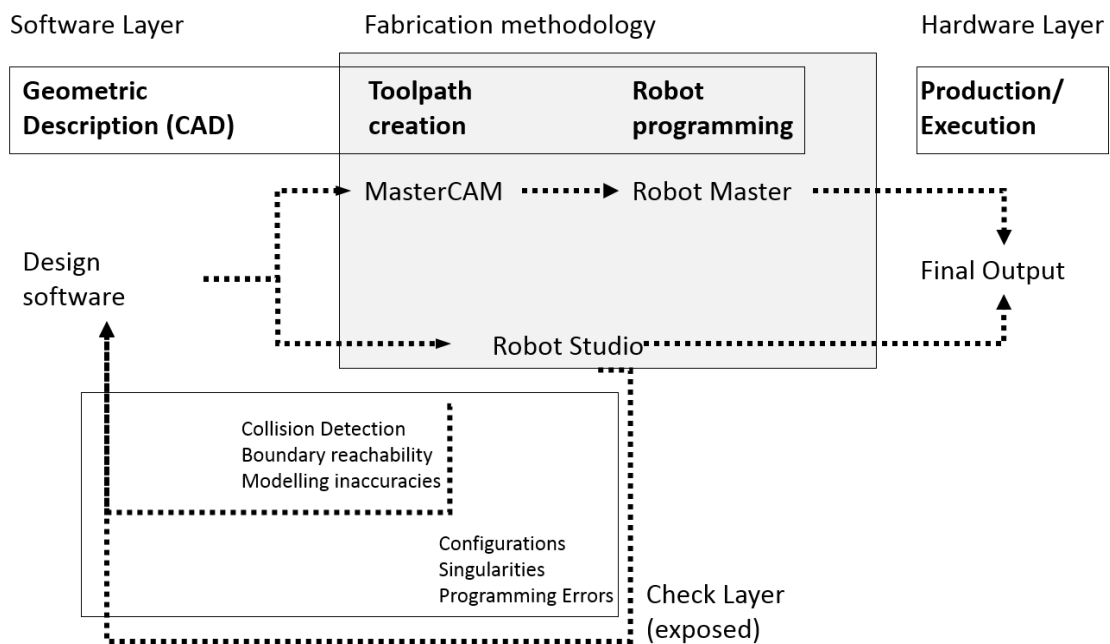 Software Layer
Fabrication methodology
Hardware Layer
Geometric
Description (CAD)
Toolpath
creation
Robot
programming
Production/
Execution
MasterCAM
Robot Master
Design
software
Final Output
Robot Studio
Collision Detection
Boundary reachability
Modelling inaccuracies
Configurations
Singularities
Programming Errors
Check Layer
(exposed)